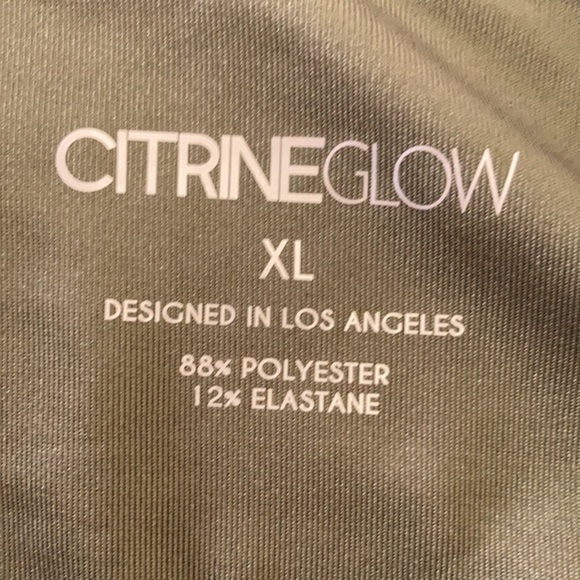 CITRINEGLOW
XL
DESIGNED IN LOS ANGELES
88% POLYESTER
12% ELASTANE